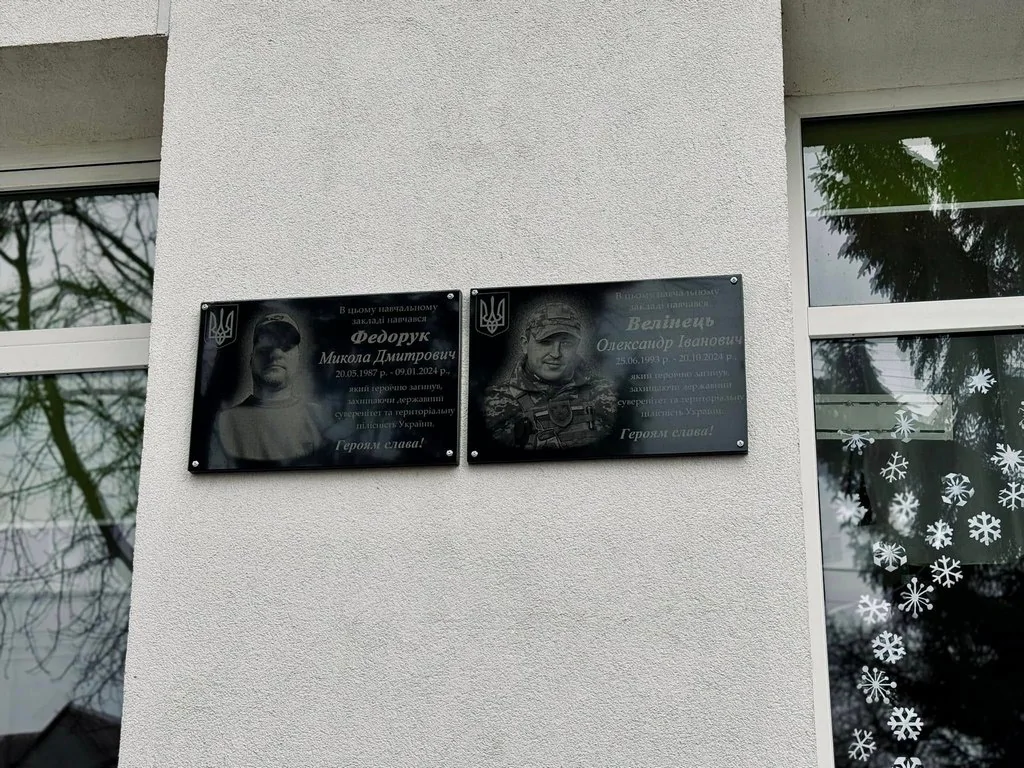 В цьому навчальному
закладі навчався
Федорук
Микола Дмитрович
20.05.1987 р. - 09.01.2024 р.,
який героїчно загинув,
захищаючи державний
суверенітет та територіальну
цілісність України.
Героям слава!
В цьому навчальному
закладі навчався
Велінець
Олександр Іванович
25.06.1993 р. - 20.10.2024 р.,
який героїчно загинув,
захищаючи державний
суверенітет та територіальну
цілісність України.
Героям слава!